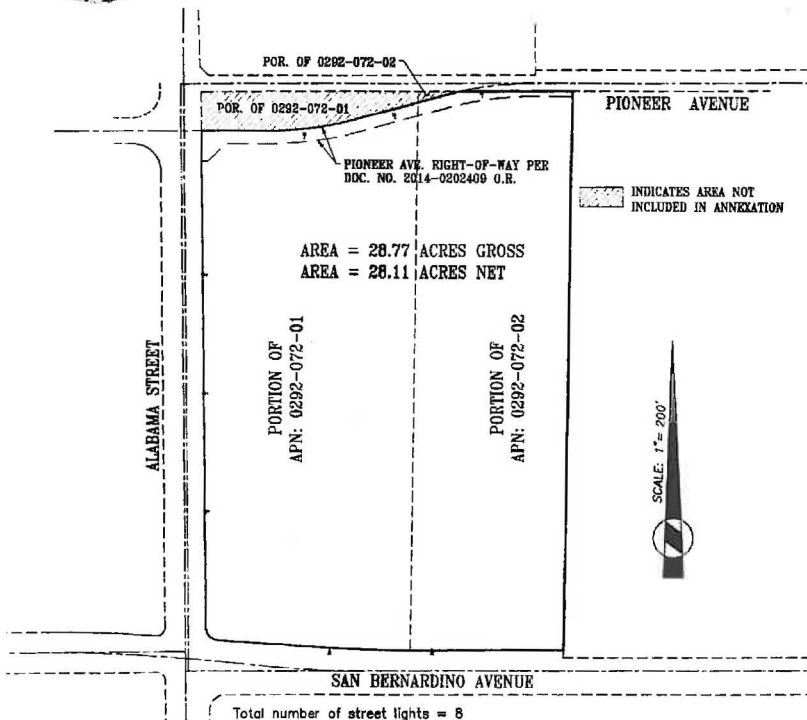 POR. OF 0292-072-02
POR. OF 0292-072-01
PIONEER AVENUE
PIONEER AVE. RIGHT-OF-WAY PER
DOC. NO. 2014-0202409 O.R.
INDICATES AREA NOT
INCLUDED IN ANNEXATION
AREA = 28.77 ACRES GROSS
AREA = 28.11 ACRES NET
ALABAMA STREET
PORTION OF
APN: 0292-072-01
PORTION OF
APN: 0292-072-02
SCALE: 1"= 200'
SAN BERNARDINO AVENUE
Total number of street lights = 8